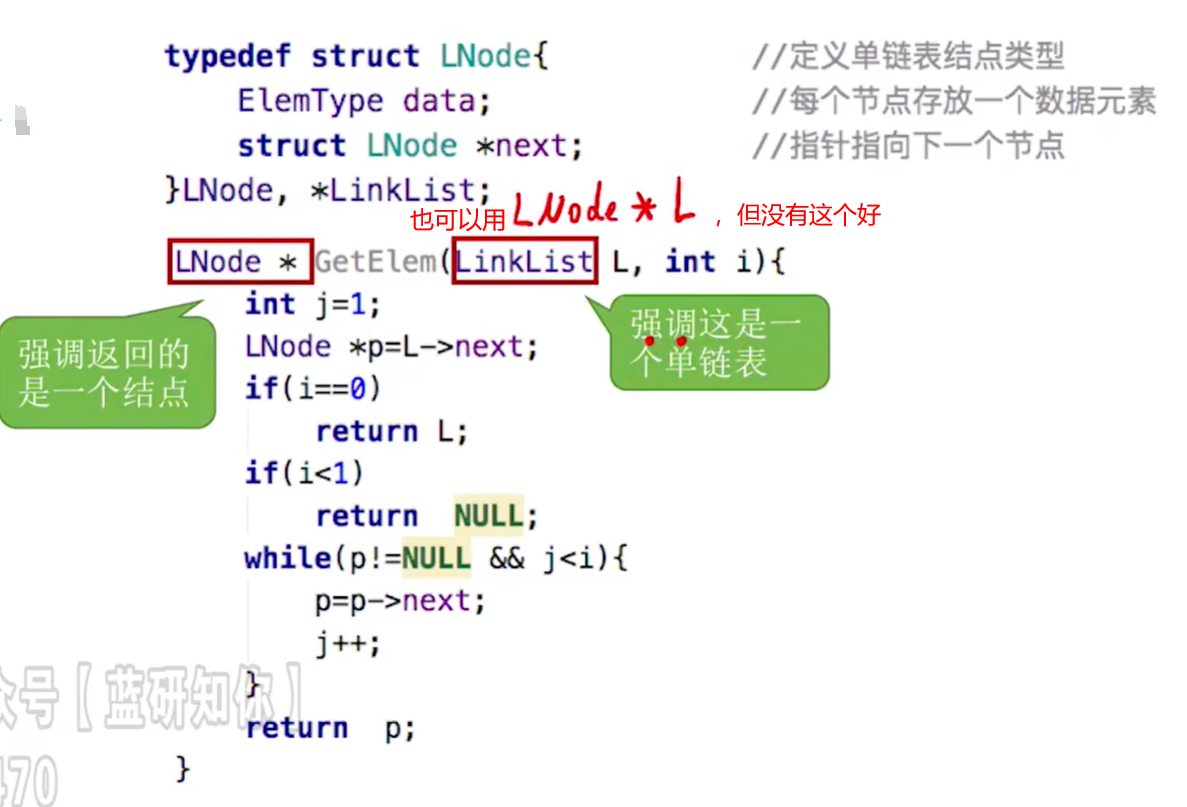 typedef struct LNode{ //定义单链表结点类型
ElemType data; //每个节点存放一个数据元素
struct LNode *next; //指针指向下一个节点
}LNode, *LinkList;
也可以用 LNode * L ，但没有这个好
LNode * GetElem(LinkList L, int i){
int j=1;
强调这是一
个单链表
LNode *p=L->next;
强调返回的
是一个结点
if(i==0)
return L;
if(i<1)
return NULL;
while(p!=NULL && j<i){
p=p->next;
j++;
}
众号【蓝研知你】
return p;
470
}